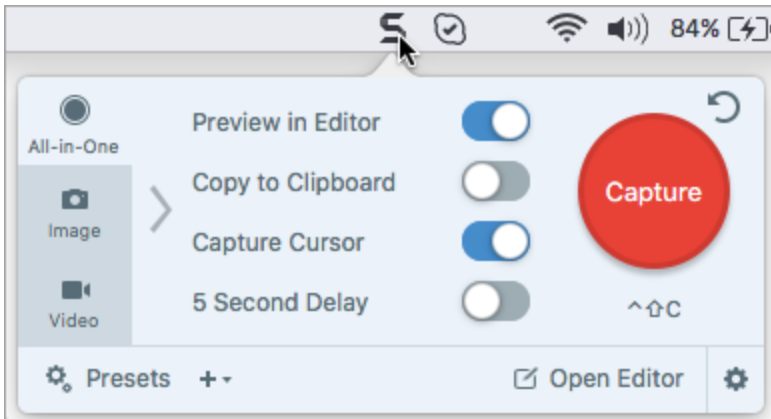 84%
All-in-One
Image
Video
Preview in Editor
Copy to Clipboard
Capture Cursor
5 Second Delay
Capture
^⇧C
Presets
Open Editor